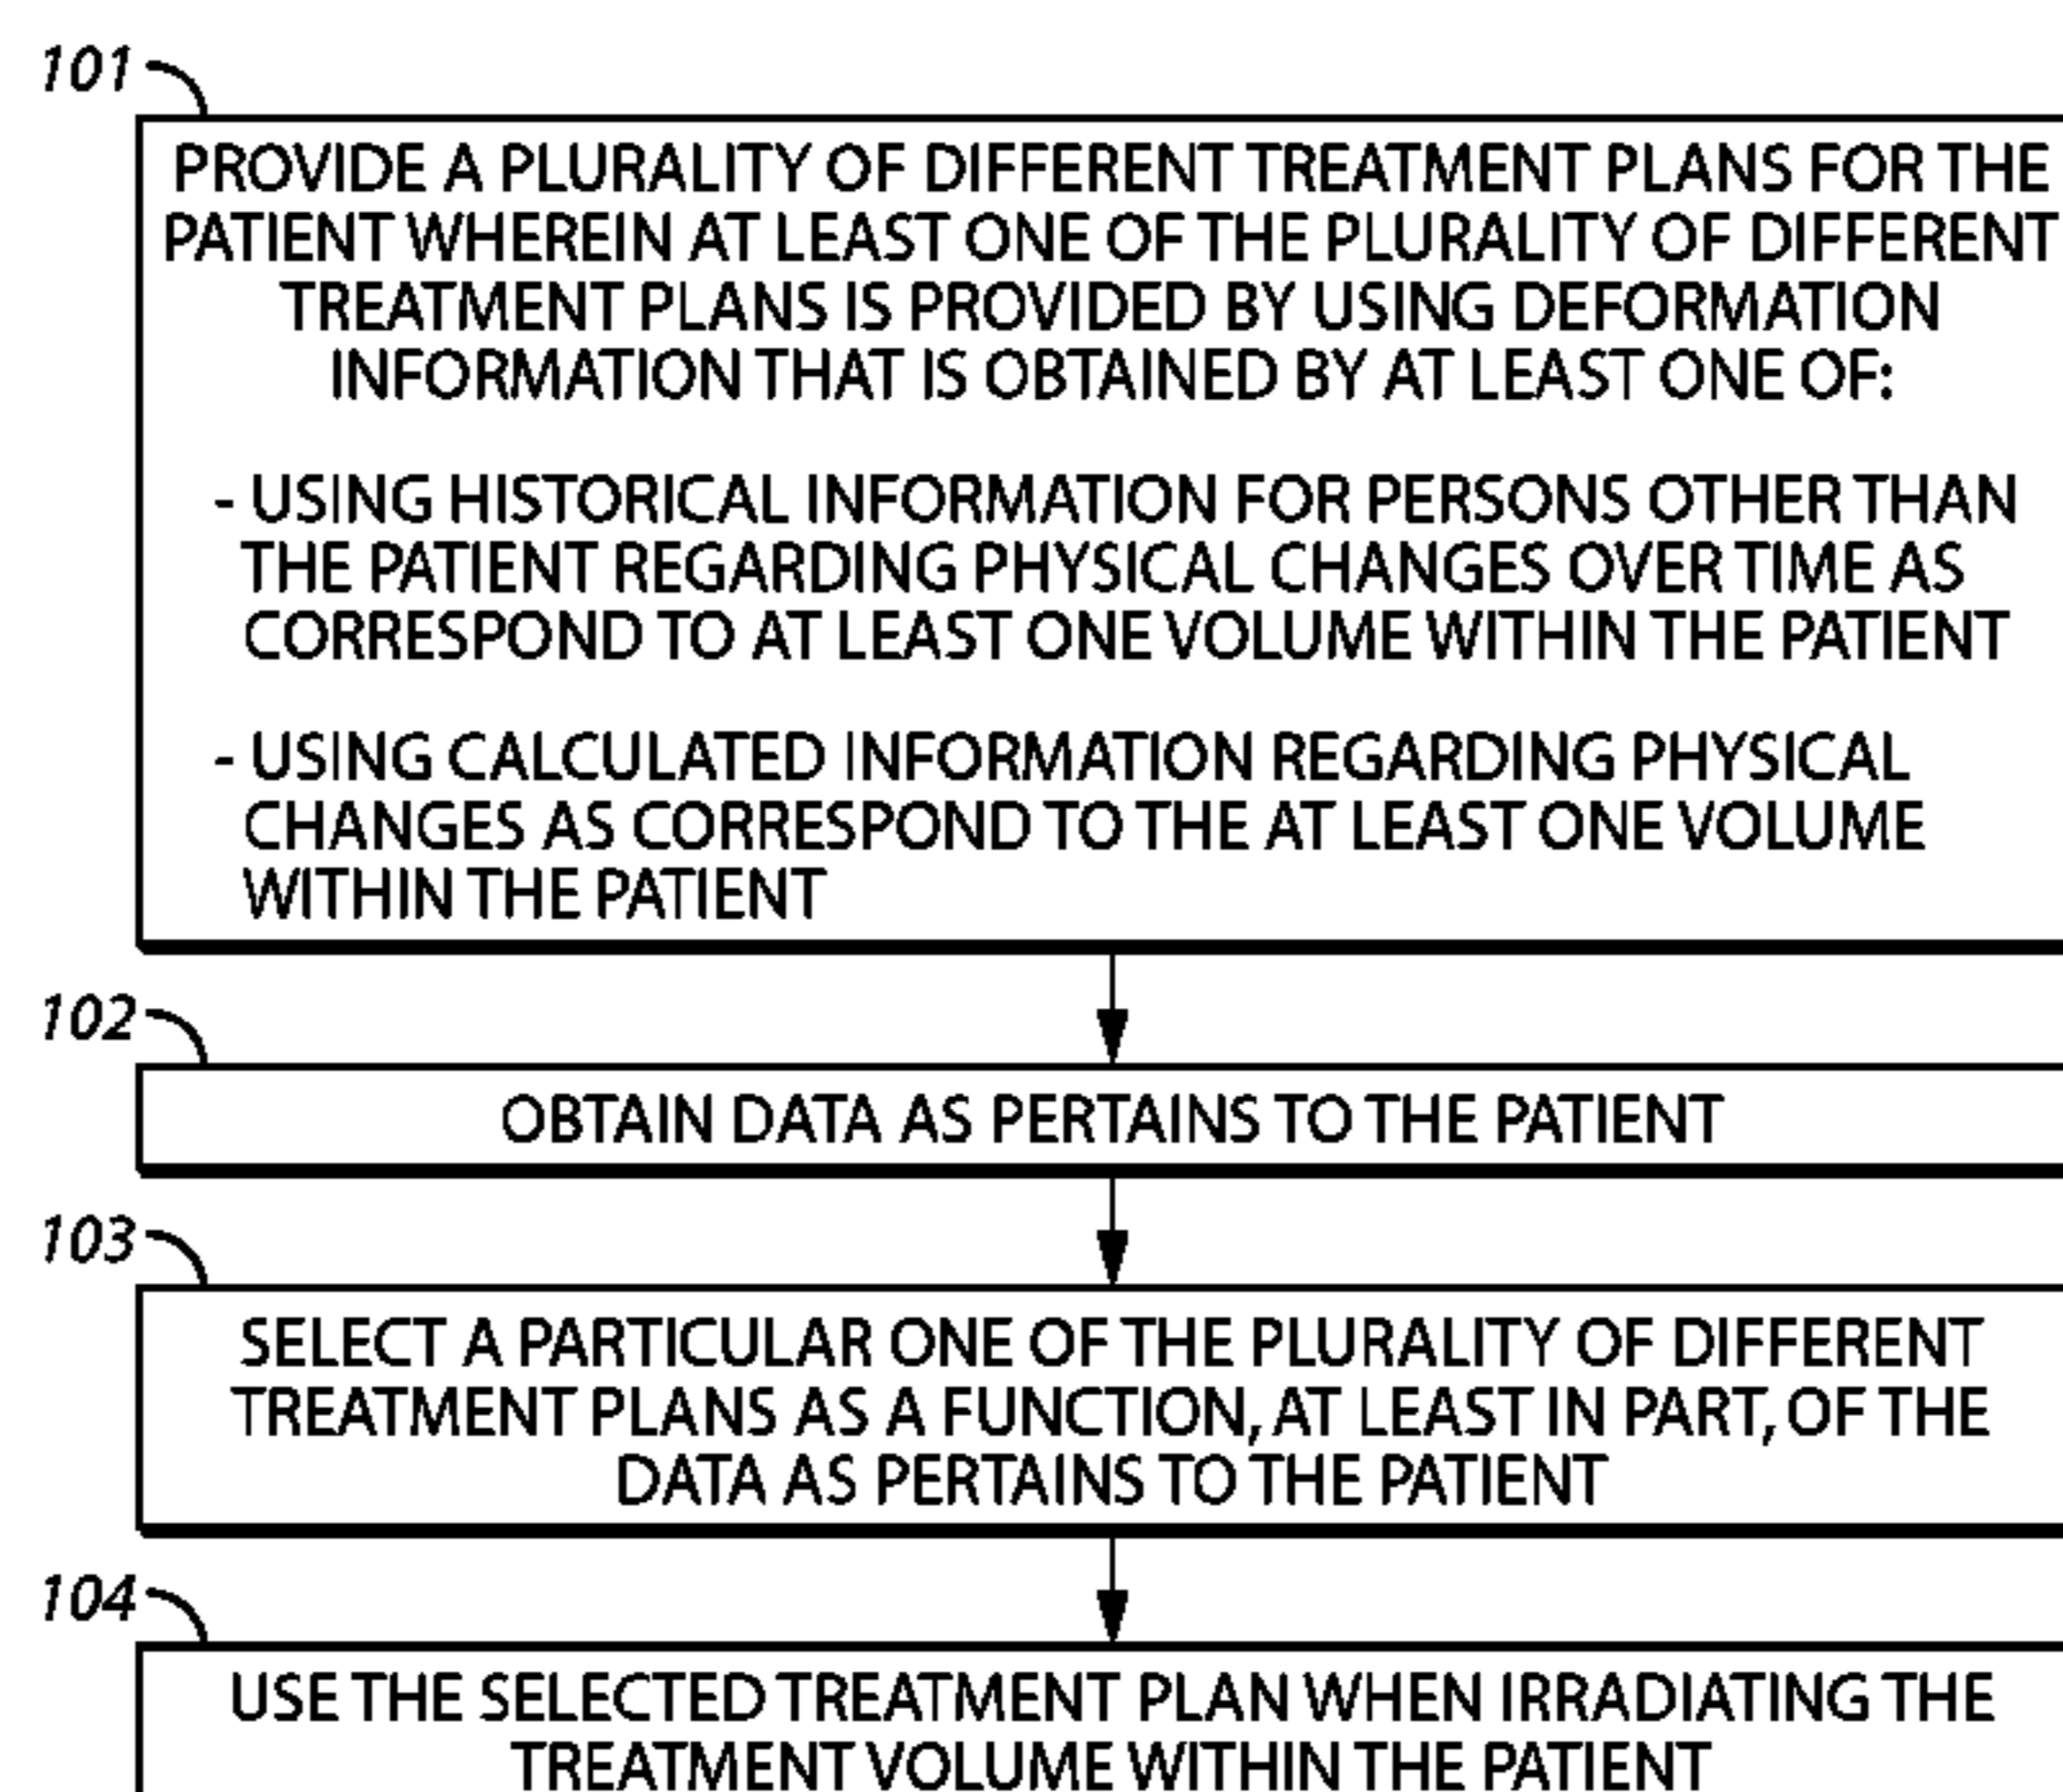 101
PROVIDE A PLURALITY OF DIFFERENT TREATMENT PLANS FOR THE
PATIENT WHEREIN AT LEAST ONE OF THE PLURALITY OF DIFFERENT
TREATMENT PLANS IS PROVIDED BY USING DEFORMATION
INFORMATION THAT IS OBTAINED BY AT LEAST ONE OF:
- USING HISTORICAL INFORMATION FOR PERSONS OTHER THAN
THE PATIENT REGARDING PHYSICAL CHANGES OVER TIME AS
CORRESPOND TO AT LEAST ONE VOLUME WITHIN THE PATIENT
- USING CALCULATED INFORMATION REGARDING PHYSICAL
CHANGES AS CORRESPOND TO THE AT LEAST ONE VOLUME
WITHIN THE PATIENT
102
OBTAIN DATA AS PERTAINS TO THE PATIENT
103
SELECT A PARTICULAR ONE OF THE PLURALITY OF DIFFERENT
TREATMENT PLANS AS A FUNCTION, AT LEAST IN PART, OF THE
DATA AS PERTAINS TO THE PATIENT
104
USE THE SELECTED TREATMENT PLAN WHEN IRRADIATING THE
TREATMENT VOLUME WITHIN THE PATIENT